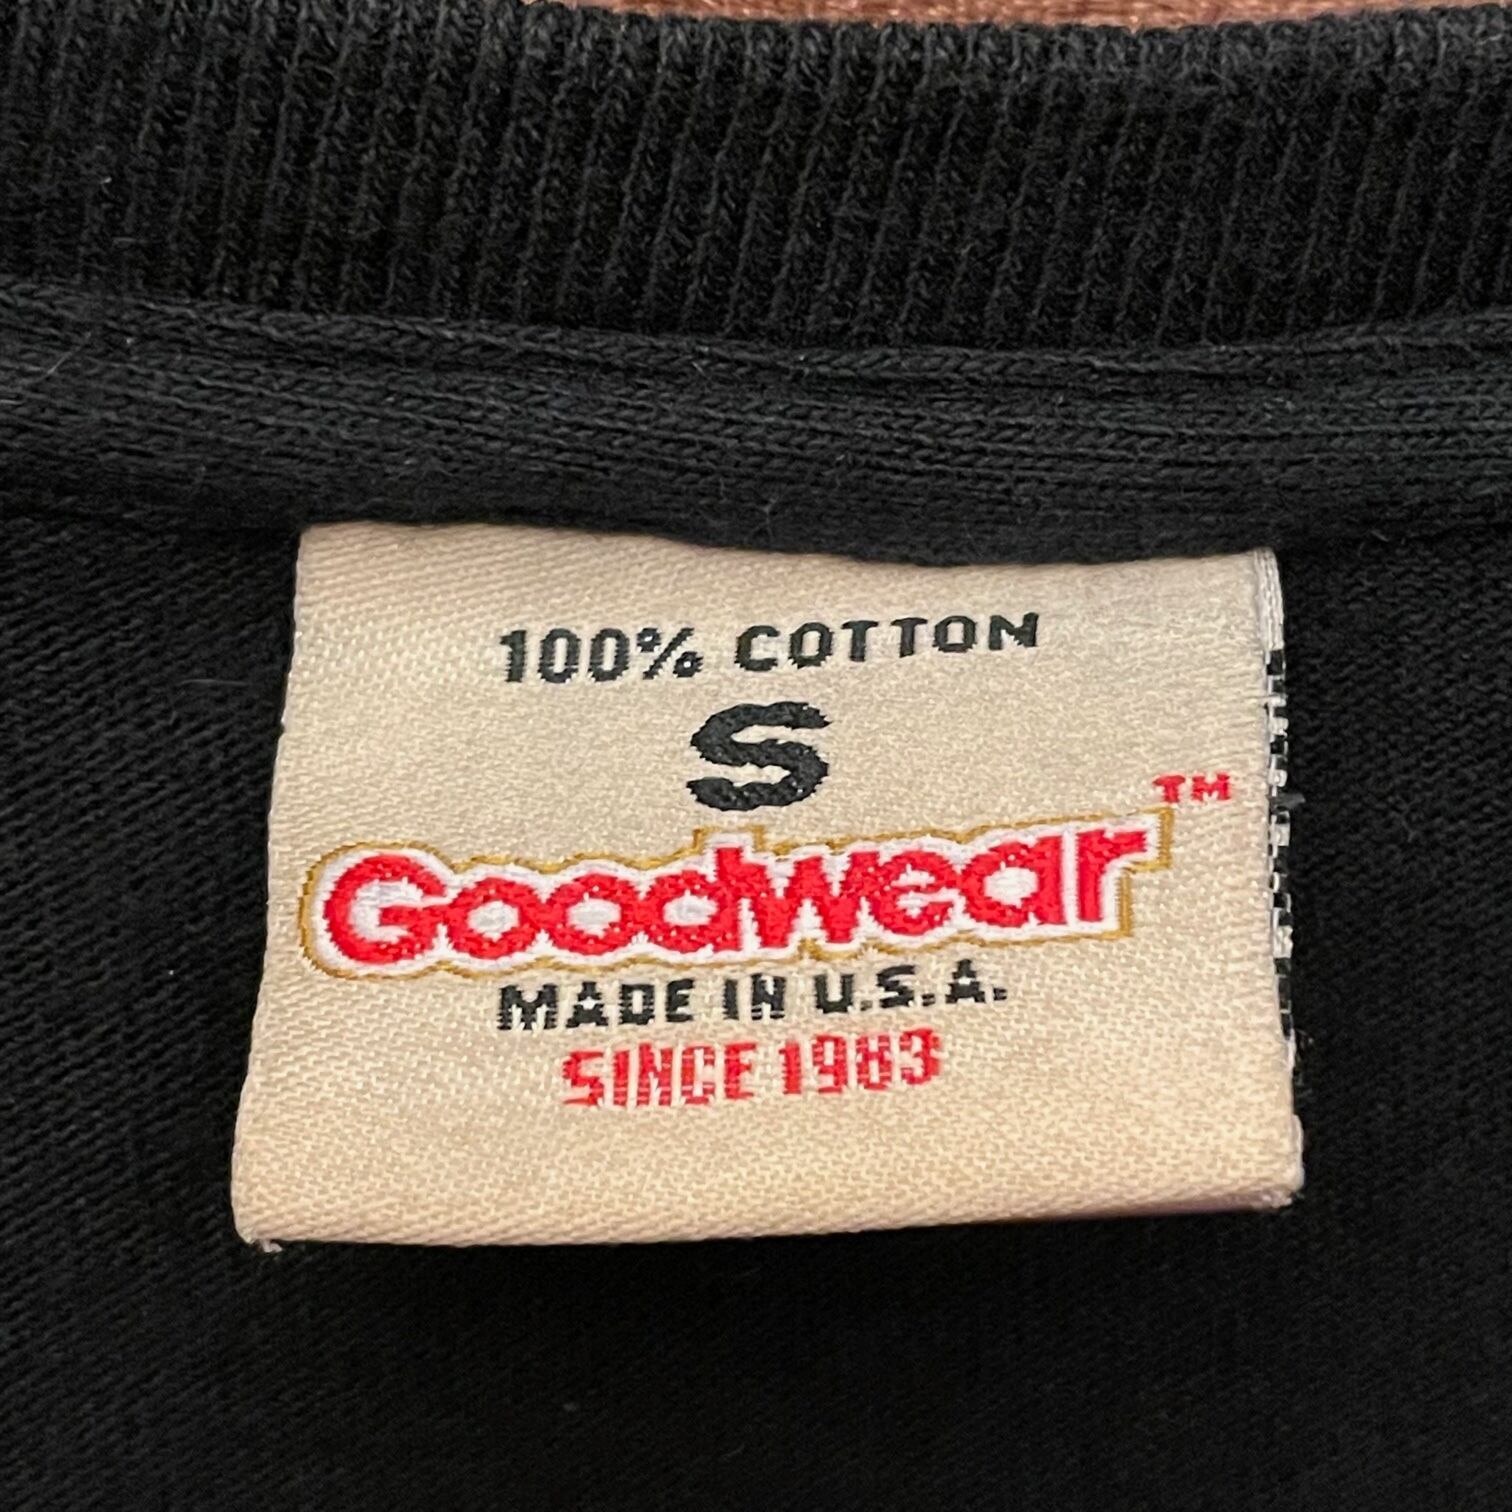 100% COTTON
S
Goodwear™
MADE IN U.S.A.
SINCE 1983